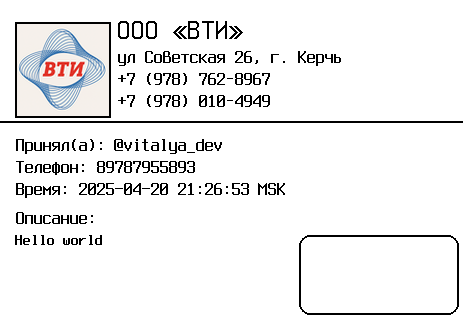 ВТИ
ООО «ВТИ»
ул Советская 26, г. Керчь
+7 (978) 762-8967
+7 (978) 010-4949
Принял(а): @vitalya_dev
Телефон: 89787955893
Время: 2025-04-20 21:26:53 MSK
Описание:
Hello world